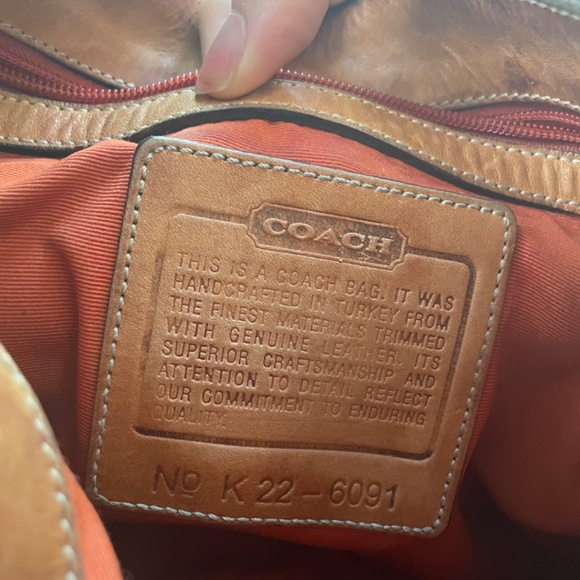 COACH
THIS IS A COACH BAG. IT WAS
HANDCRAFTED IN TURKEY FROM
THE FINEST MATERIALS TRIMMED
WITH GENUINE LEATHER. ITS
SUPERIOR CRAFTSMANSHIP AND
ATTENTION TO DETAIL REFLECT
OUR COMMITMENT TO ENDURING
QUALITY.
No K22-6091